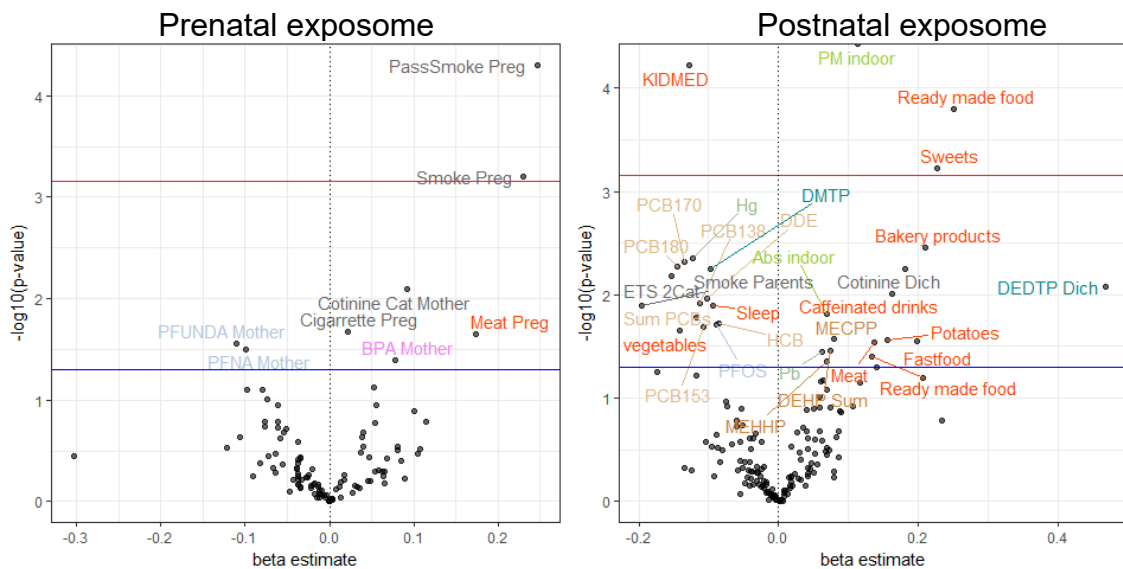 Prenatal exposome
Postnatal exposome
-log10(p-value)
4
3
2
1
0
PassSmoke Preg
Smoke Preg
Cotinine Cat Mother
Cigarrette Preg
Meat Preg
PFUNDA Mother
BPA Mother
PFNA Mother
-0.3
-0.2
-0.1
0.0
0.1
0.2
beta estimate
-log10(p-value)
4
3
2
1
0
PM indoor
KIDMED
Ready made food
Sweets
DMTP
PCB170
Hg
DDE
PCB138
Bakery products
PCB180
Abs indoor
Smoke Parents
Cotinine Dich
ETS 2Cat
DEDTP Dich
Caffeinated drinks
Sum PCBs
Sleep
MECPP
Potatoes
vegetables
HCB
Fastfood
PFOS
Pb
Meat
Ready made food
PCB153
DEHP Sum
MEHHP
-0.2
0.0
0.2
0.4
beta estimate